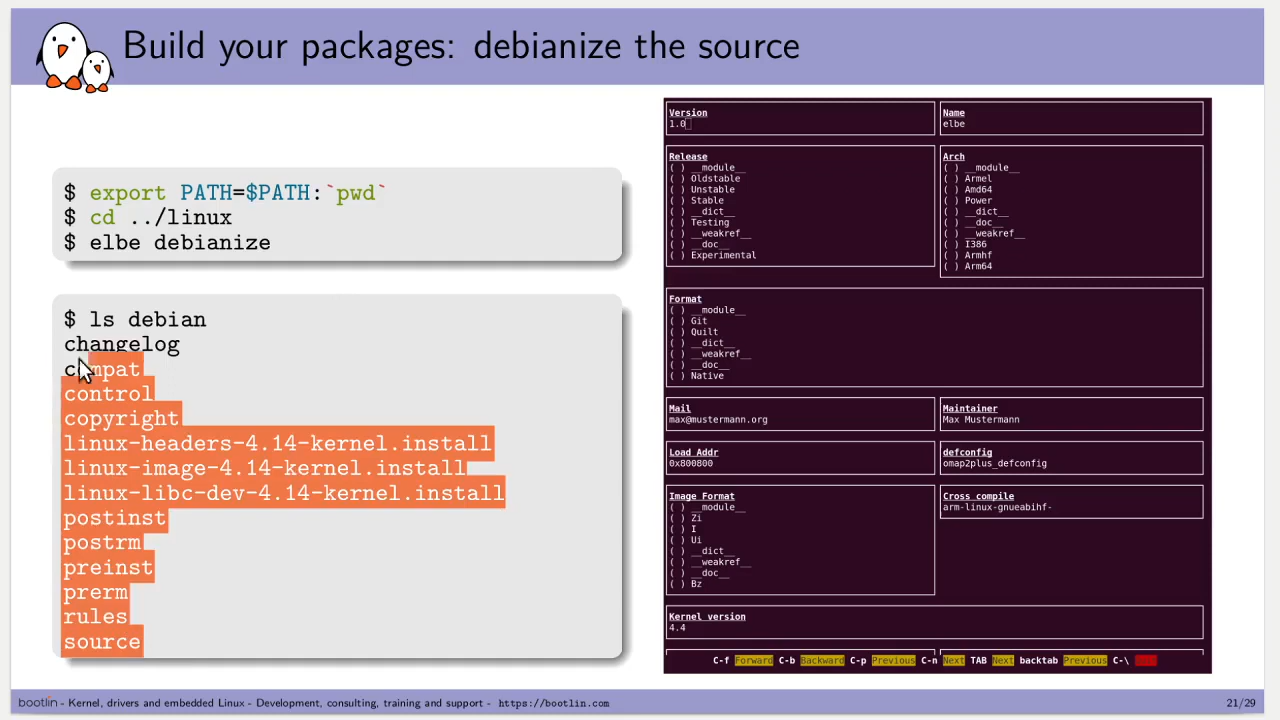 Build your packages: debianize the source
$ export PATH=$PATH:`pwd`
$ cd ../linux
$ elbe debianize
$ ls debian
changelog
compat
control
copyright
linux-headers-4.14-kernel.install
linux-image-4.14-kernel.install
linux-libc-dev-4.14-kernel.install
postinst
postrm
preinst
prerm
rules
source
Version
1.0
Name
elbe
Release
( ) __module__
( ) Oldstable
( ) Unstable
( ) Stable
( ) __dict__
( ) Testing
( ) __weakref__
( ) __doc__
( ) Experimental
Arch
( ) __module__
( ) Armel
( ) Amd64
( ) Power
( ) __dict__
( ) __doc__
( ) __weakref__
( ) I386
( ) Armhf
( ) Arm64
Format
( ) __module__
( ) Git
( ) Quilt
( ) __dict__
( ) __weakref__
( ) __doc__
( ) Native
Mail
max@mustermann.org
Maintainer
Max Mustermann
Load Addr
0x800800
defconfig
omap2plus_defconfig
Image Format
( ) __module__
( ) Zi
( ) I
( ) Ui
( ) __dict__
( ) __weakref__
( ) __doc__
( ) Bz
Cross compile
arm-linux-gnueabihf-
Kernel version
4.4
C-f Forward C-b Backward C-p Previous C-n Next TAB Next backtab Previous C-\
bootlin - Kernel, drivers and embedded Linux - Development, consulting, training and support - https://bootlin.com
21/29